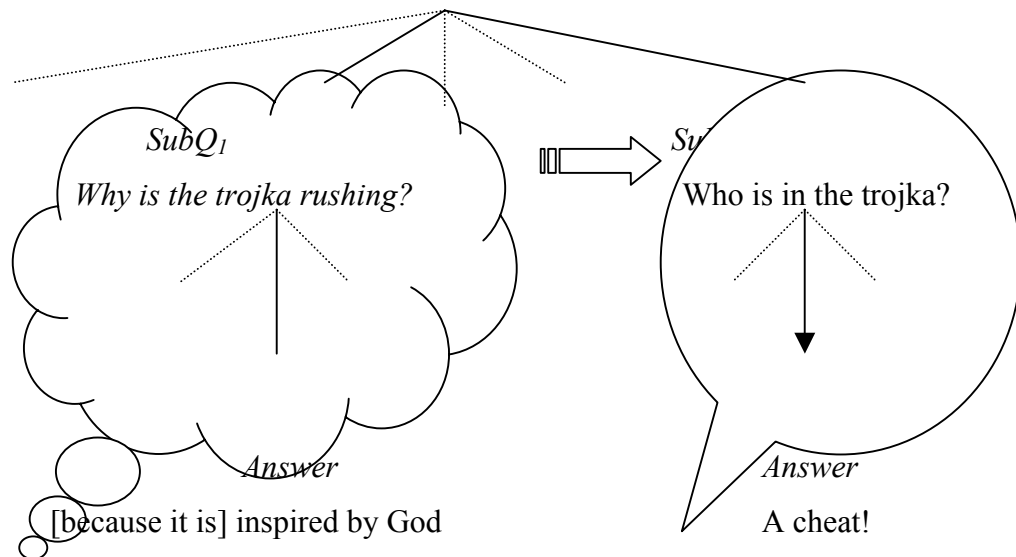 SubQ1
Why is the trojka rushing?
Answer
[because it is] inspired by God
Su
Who is in the trojka?
Answer
A cheat!